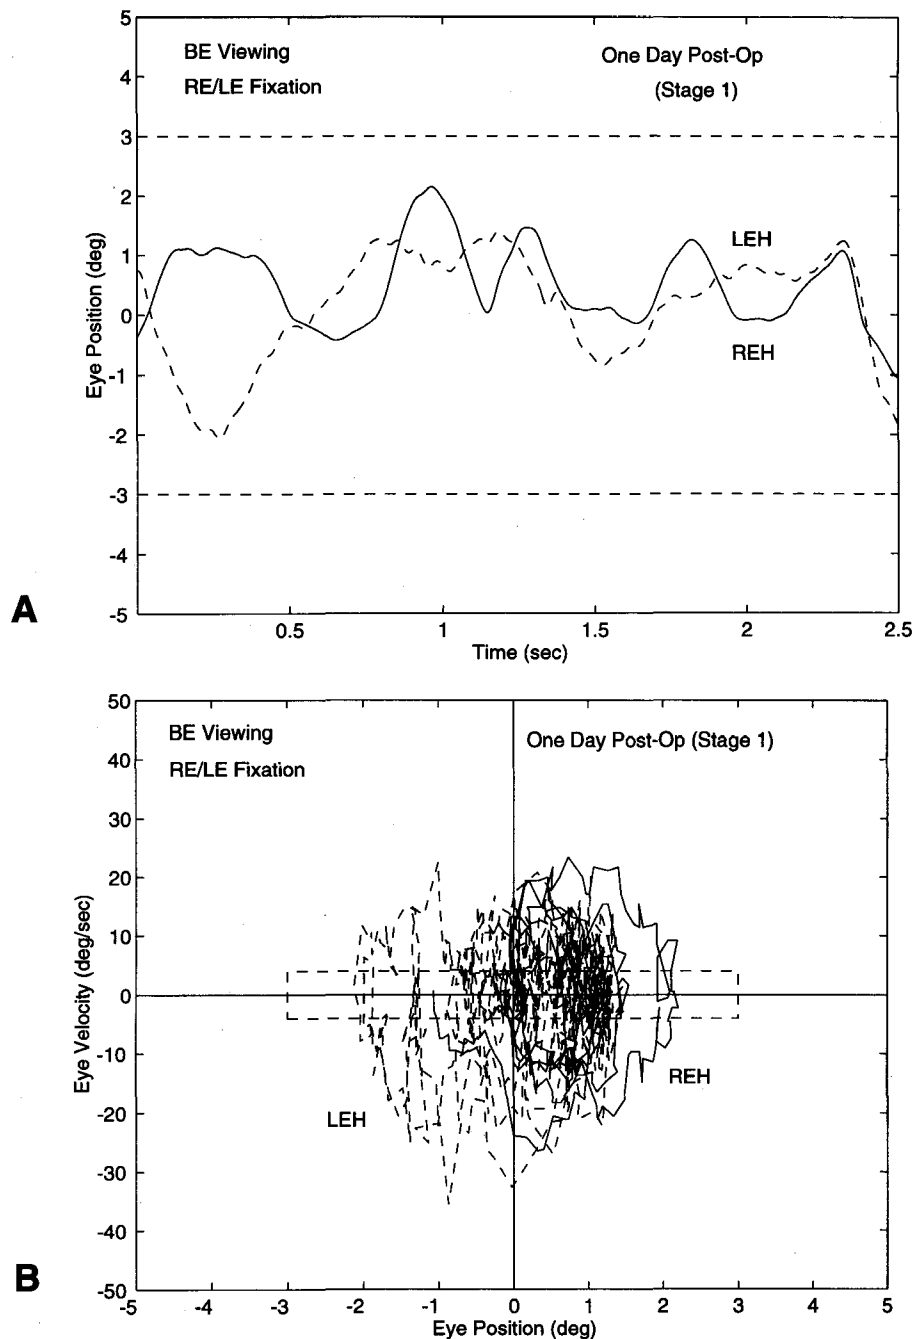 5
BE Viewing
One Day Post-Op
4
RE/LE Fixation
(Stage 1)
3
2
LEH
1
Eye Position (deg)
0
REH
-1
-2
-3
-4
A
-5
0.5
1
1.5
2
2.5
Time (sec)
50
BE Viewing
One Day Post-Op (Stage 1)
40
RE/LE Fixation
30
20
10
Eye Velocity (deg/sec)
0
-10
REH
LEH
-20
-30
-40
B
-50
-5
-4
-3
-2
-1
0
1
2
3
4
5
Eye Position (deg)